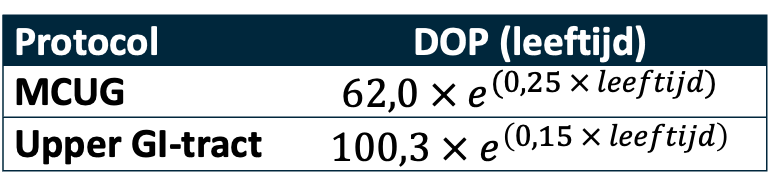 Protocol DOP (leeftijd)
MCUG 62,0 × e^(0,25 × leeftijd)
Upper GI-tract 100,3 × e^(0,15 × leeftijd)